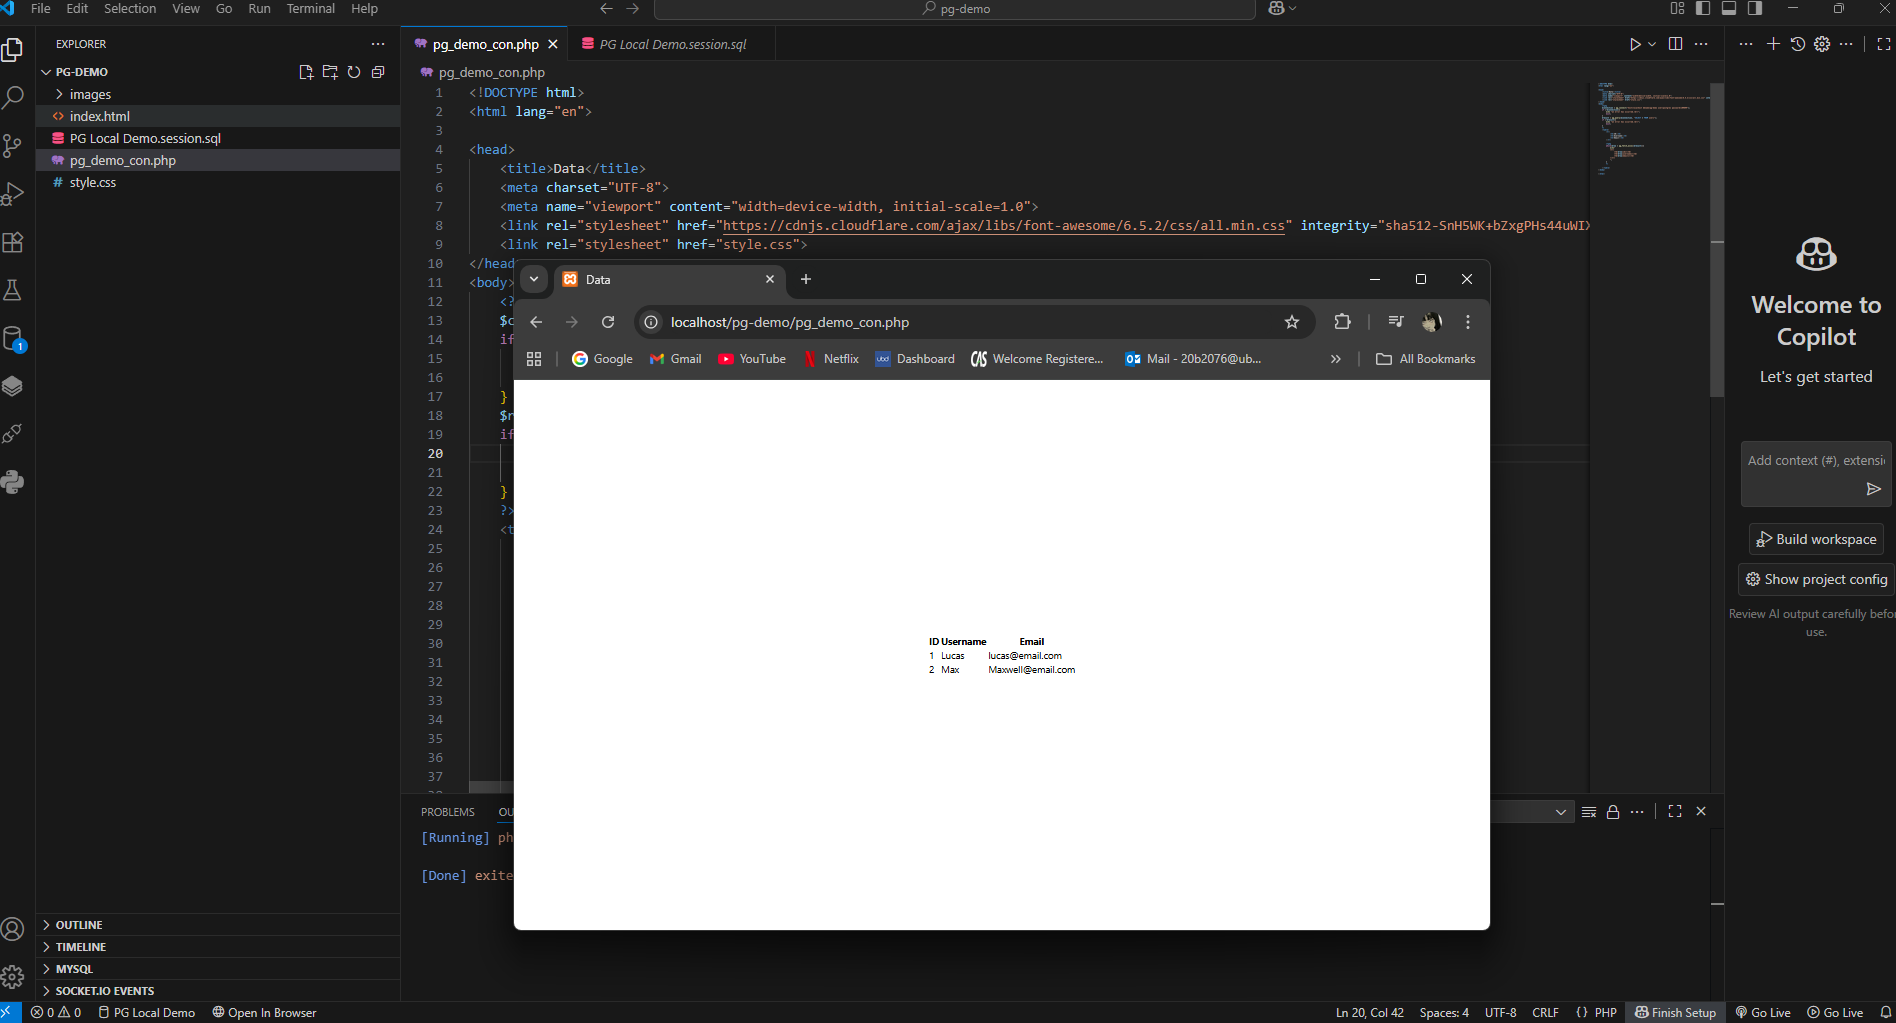 File Edit Selection View Go Run Terminal Help
pg-demo
EXPLORER
PG-DEMO
images
index.html
PG Local Demo.session.sql
pg_demo_con.php
style.css
pg_demo_con.php
PG Local Demo.session.sql
pg_demo_con.php
1 <!DOCTYPE html>
2 <html lang="en">
3
4 <head>
5 <title>Data</title>
6 <meta charset="UTF-8">
7 <meta name="viewport" content="width=device-width, initial-scale=1.0">
8 <link rel="stylesheet" href="https://cdnjs.cloudflare.com/ajax/libs/font-awesome/6.5.2/css/all.min.css" integrity="sha512-SnH5WK+bZxgPHs44uWIX
9 <link rel="stylesheet" href="style.css">
10 </head
11 <body>
12 <?
13 $c
14 if
15
16
17 }
18 $r
19 if
20
21
22 }
23 ?>
24 <t
25
26
27
28
29
30
31
32
33
34
35
36
37
Data
localhost/pg-demo/pg_demo_con.php
Google Gmail YouTube Netflix Dashboard Welcome Registere... Mail - 20b2076@ub... All Bookmarks
ID Username Email
1 Lucas lucas@email.com
2 Max Maxwell@email.com
PROBLEMS OU
[Running] ph
[Done] exite
Welcome to
Copilot
Let's get started
Add context (#), extensi
Build workspace
Show project config
Review AI output carefully befor
use.
OUTLINE
TIMELINE
MYSQL
SOCKET.IO EVENTS
1
0 0 PG Local Demo Open In Browser
Ln 20, Col 42 Spaces: 4 UTF-8 CRLF {} PHP Finish Setup Go Live Go Live